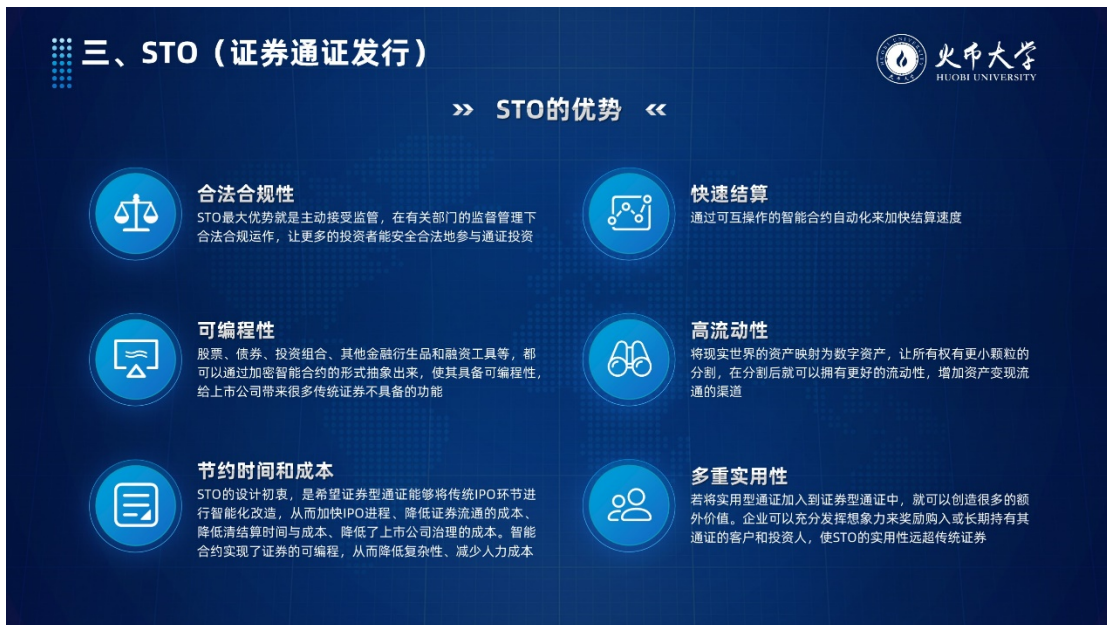 三、STO（证券通证发行）
火币大学
HUOBI UNIVERSITY
STO的优势
合法合规性
STO最大优势就是主动接受监管，在有关部门的监督管理下
合法合规运作，让更多的投资者能安全合法地参与通证投资
快速结算
通过可互操作的智能合约自动化来加快结算速度
可编程性
股票、债券、投资组合、其他金融衍生品和融资工具等，都
可以通过加密智能合约的形式抽象出来，使其具备可编程性，
给上市公司带来很多传统证券不具备的功能
高流动性
将现实世界的资产映射为数字资产，让所有权有更小颗粒的
分割，在分割后就可以拥有更好的流动性，增加资产变现流
通的渠道
节约时间和成本
STO的设计初衷，是希望证券型通证能够将传统IPO环节进
行智能化改造，从而加快IPO进程、降低证券流通的成本、
降低清结算时间与成本、降低了上市公司治理的成本。智能
合约实现了证券的可编程，从而降低复杂性、减少人力成本
多重实用性
若将实用型通证加入到证券型通证中，就可以创造很多的额
外价值。企业可以充分发挥想象力来奖励购入或长期持有其
通证的客户和投资人，使STO的实用性远超传统证券